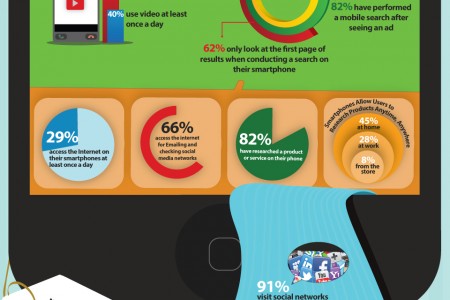 40%
use video at least
once a day
82% have performed
a mobile search after
seeing an ad
62% only look at the first page of
results when conducting a search on
their smartphone
29%
access the Internet on
their smartphones at
least once a day
66%
access the internet
for Emailing and
checking social
media networks
82%
have researched a product
or service on their phone
Smartphones Allow Users to
Research Products Anytime, Anywhere
45%
at home
28%
at work
8%
from the
store
91%
visit social networks